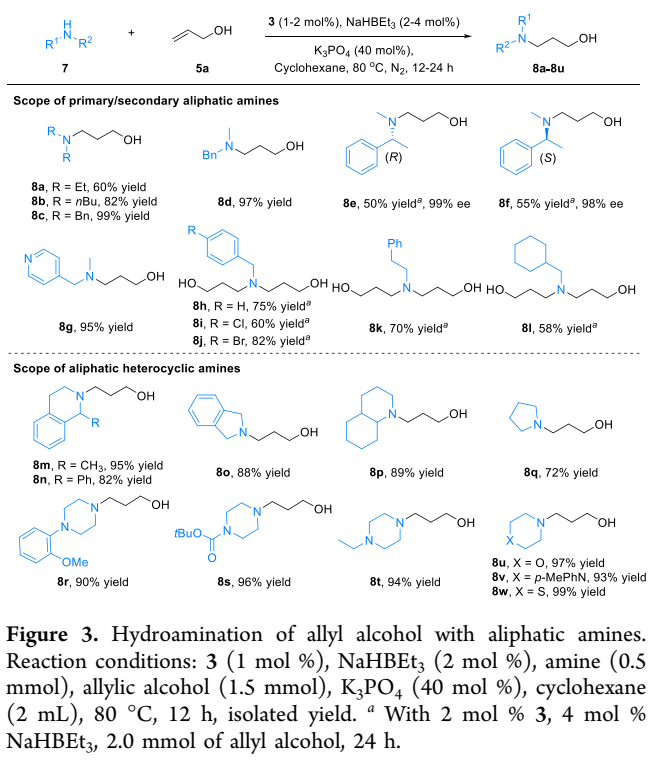 R1 H N R2 + OH 3 (1-2 mol%), NaHBEt3 (2-4 mol%) R1 N R2 OH
K3PO4 (40 mol%),
7 5a Cyclohexane, 80 oC, N2, 12-24 h 8a-8u
Scope of primary/secondary aliphatic amines
R N R OH
8a, R = Et, 60% yield
8b, R = nBu, 82% yield
8c, R = Bn, 99% yield
Bn N OH
8d, 97% yield
N OH (R)
8e, 50% yielda, 99% ee
N OH (S)
8f, 55% yielda, 98% ee
N N OH
8g, 95% yield
R HO N OH
8h, R = H, 75% yielda
8i, R = Cl, 60% yielda
8j, R = Br, 82% yielda
Ph HO N OH
8k, 70% yielda
HO N OH
8l, 58% yielda
Scope of aliphatic heterocyclic amines
N OH R
8m, R = CH3, 95% yield
8n, R = Ph, 82% yield
N OH
8o, 88% yield
N OH
8p, 89% yield
N OH
8q, 72% yield
N N OH OMe
8r, 90% yield
tBuO O N N OH
8s, 96% yield
N N OH
8t, 94% yield
X N OH
8u, X = O, 97% yield
8v, X = p-MePhN, 93% yield
8w, X = S, 99% yield
Figure 3. Hydroamination of allyl alcohol with aliphatic amines.
Reaction conditions: 3 (1 mol %), NaHBEt3 (2 mol %), amine (0.5
mmol), allylic alcohol (1.5 mmol), K3PO4 (40 mol %), cyclohexane
(2 mL), 80 °C, 12 h, isolated yield. a With 2 mol % 3, 4 mol %
NaHBEt3, 2.0 mmol of allyl alcohol, 24 h.